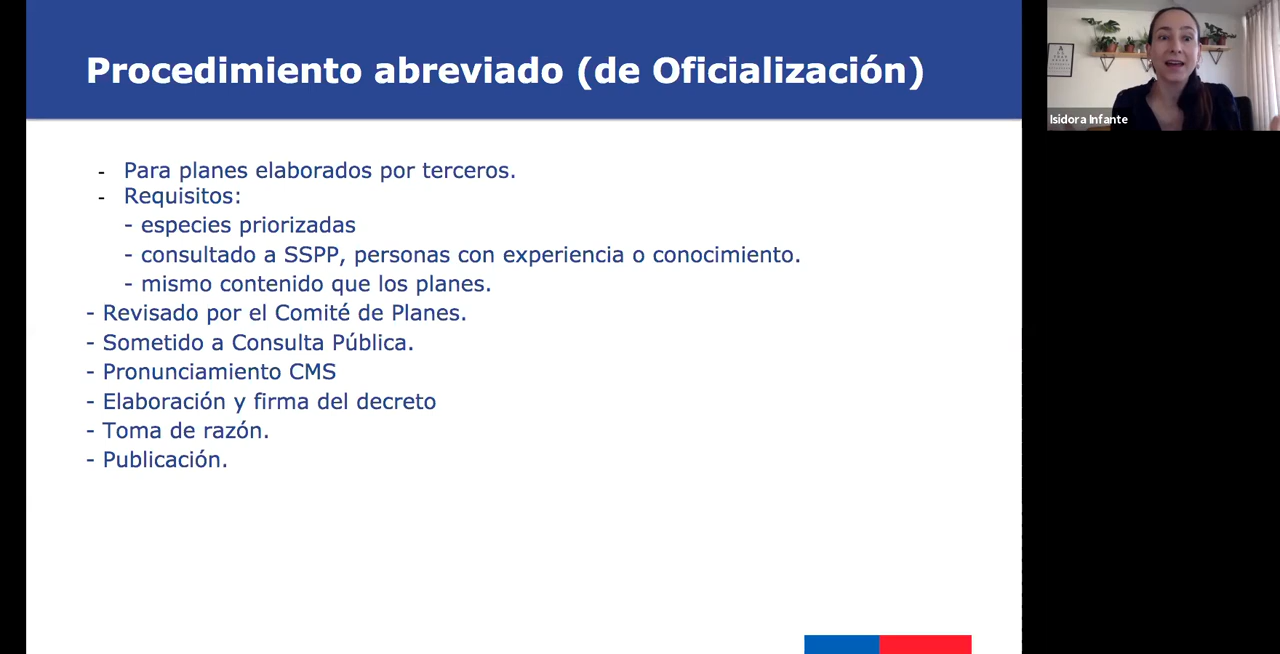 Procedimiento abreviado (de Oficialización)
- Para planes elaborados por terceros.
- Requisitos:
- especies priorizadas
- consultado a SSPP, personas con experiencia o conocimiento.
- mismo contenido que los planes.
- Revisado por el Comité de Planes.
- Sometido a Consulta Pública.
- Pronunciamiento CMS
- Elaboración y firma del decreto
- Toma de razón.
- Publicación.
Isidora Infante